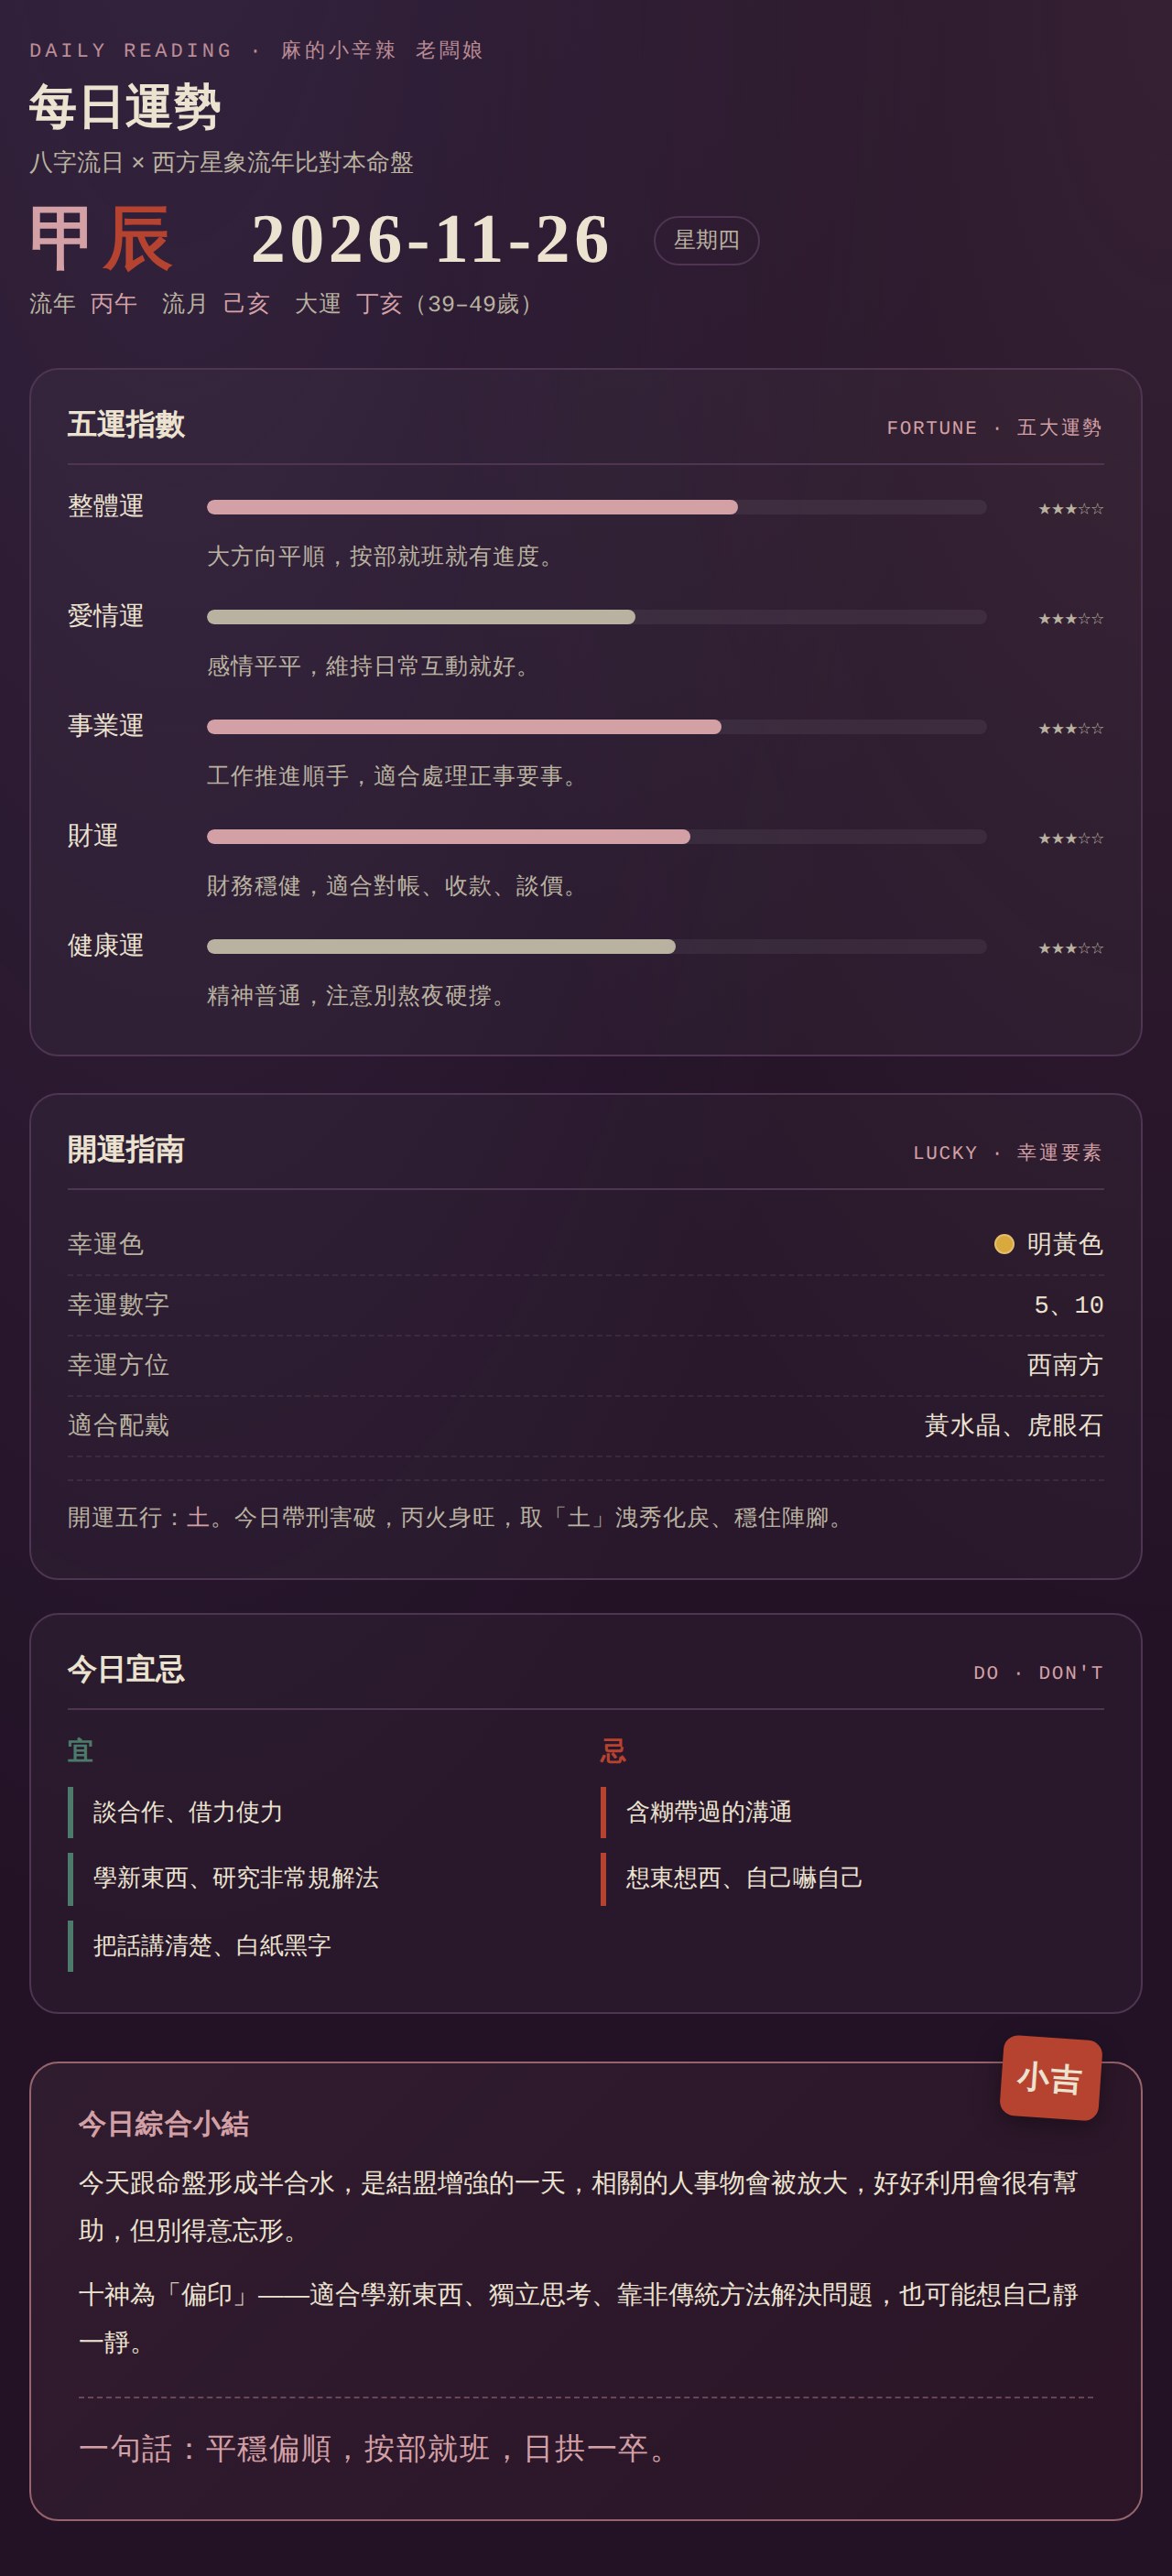 DAILY READING · 麻的小辛辣 老闆娘
每日運勢
八字流日 × 西方星象流年比對本命盤
甲辰 2026-11-26 星期四
流年 丙午 流月 己亥 大運 丁亥（39–49歲）
五運指數 FORTUNE · 五大運勢
整體運 ★★★☆☆
大方向平順，按部就班就有進度。
愛情運 ★★★☆☆
感情平平，維持日常互動就好。
事業運 ★★★☆☆
工作推進順手，適合處理正事要事。
財運 ★★★☆☆
財務穩健，適合對帳、收款、談價。
健康運 ★★★☆☆
精神普通，注意別熬夜硬撐。
開運指南 LUCKY · 幸運要素
幸運色 明黃色
幸運數字 5、10
幸運方位 西南方
適合配戴 黃水晶、虎眼石
開運五行：土。今日帶刑害破，丙火身旺，取「土」洩秀化戾、穩住陣腳。
今日宜忌 DO · DON'T
宜
談合作、借力使力
學新東西、研究非常規解法
把話講清楚、白紙黑字
忌
含糊帶過的溝通
想東想西、自己嚇自己
小吉
今日綜合小結
今天跟命盤形成半合水，是結盟增強的一天，相關的人事物會被放大，好好利用會很有幫
助，但別得意忘形。
十神為「偏印」——適合學新東西、獨立思考、靠非傳統方法解決問題，也可能想自己靜
一靜。
一句話：平穩偏順，按部就班，日拱一卒。